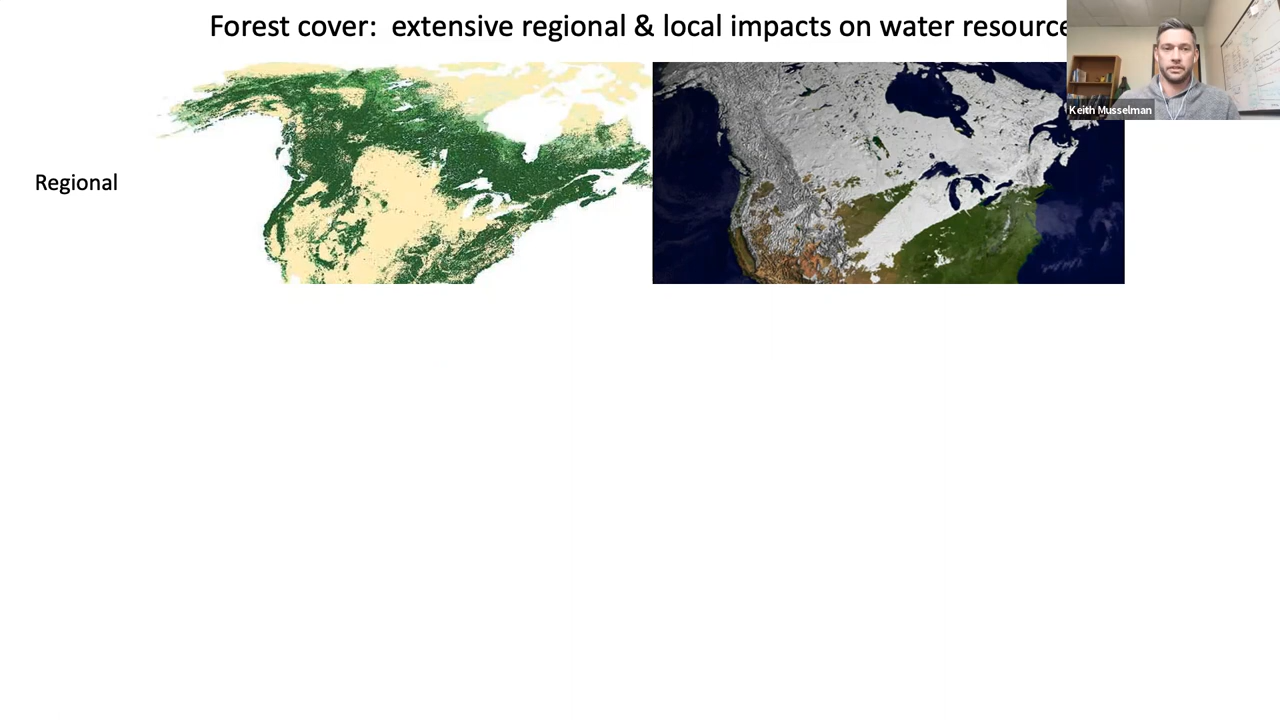 Forest cover:  extensive regional & local impacts on water resource
Keith Musselman
Regional